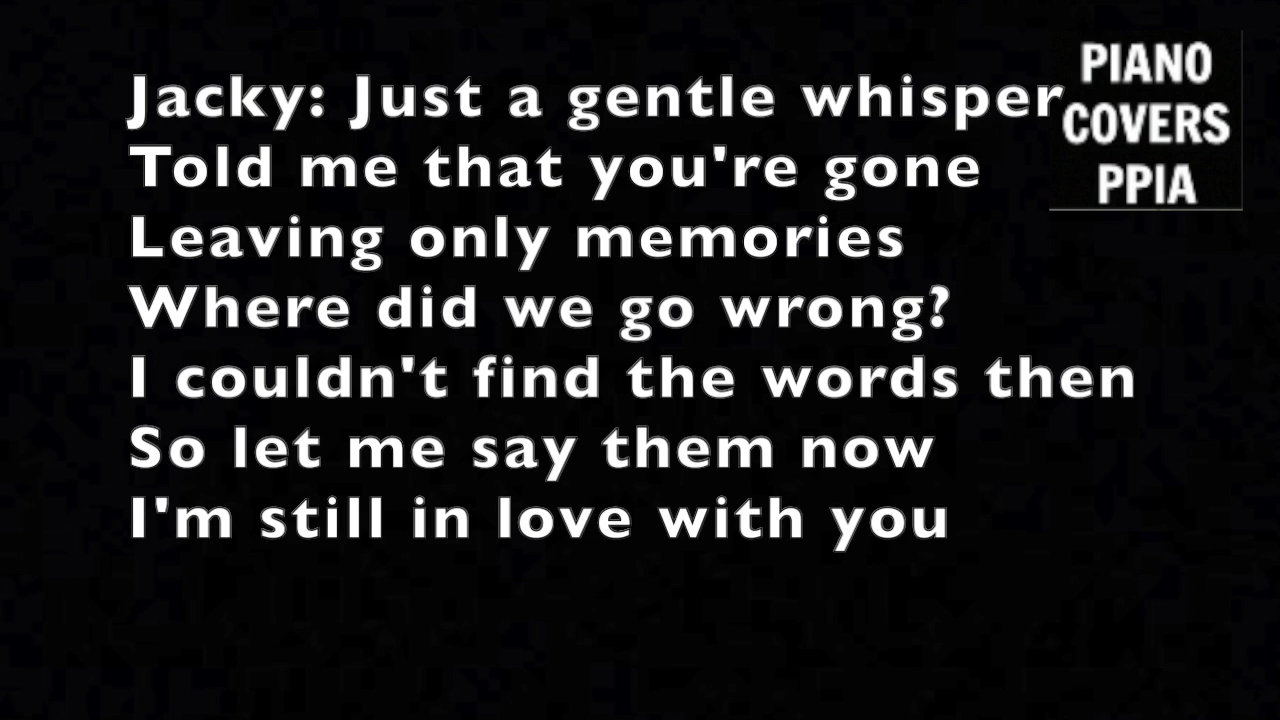 Jacky: Just a gentle whisper
Told me that you're gone
Leaving only memories
Where did we go wrong?
I couldn't find the words then
So let me say them now
I'm still in love with you
PIANO
COVERS
PPIA